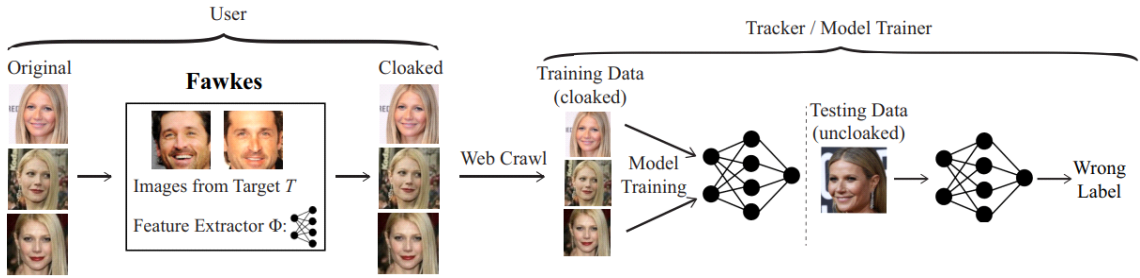 User
Tracker / Model Trainer
Original
Fawkes
Cloaked
Images from Target T
Feature Extractor Φ:
Web Crawl
Training Data
(cloaked)
Model
Training
Testing Data
(uncloaked)
Wrong
Label